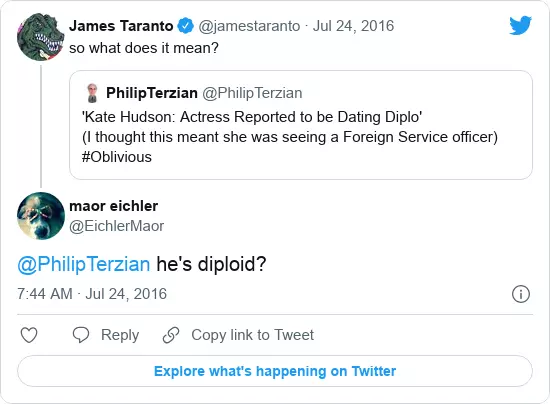 James Taranto @jamestaranto · Jul 24, 2016
so what does it mean?
PhilipTerzian @PhilipTerzian
'Kate Hudson: Actress Reported to be Dating Diplo'
(I thought this meant she was seeing a Foreign Service officer)
#Oblivious
maor eichler
@EichlerMaor
@PhilipTerzian he's diploid?
7:44 AM · Jul 24, 2016
Reply Copy link to Tweet
Explore what's happening on Twitter